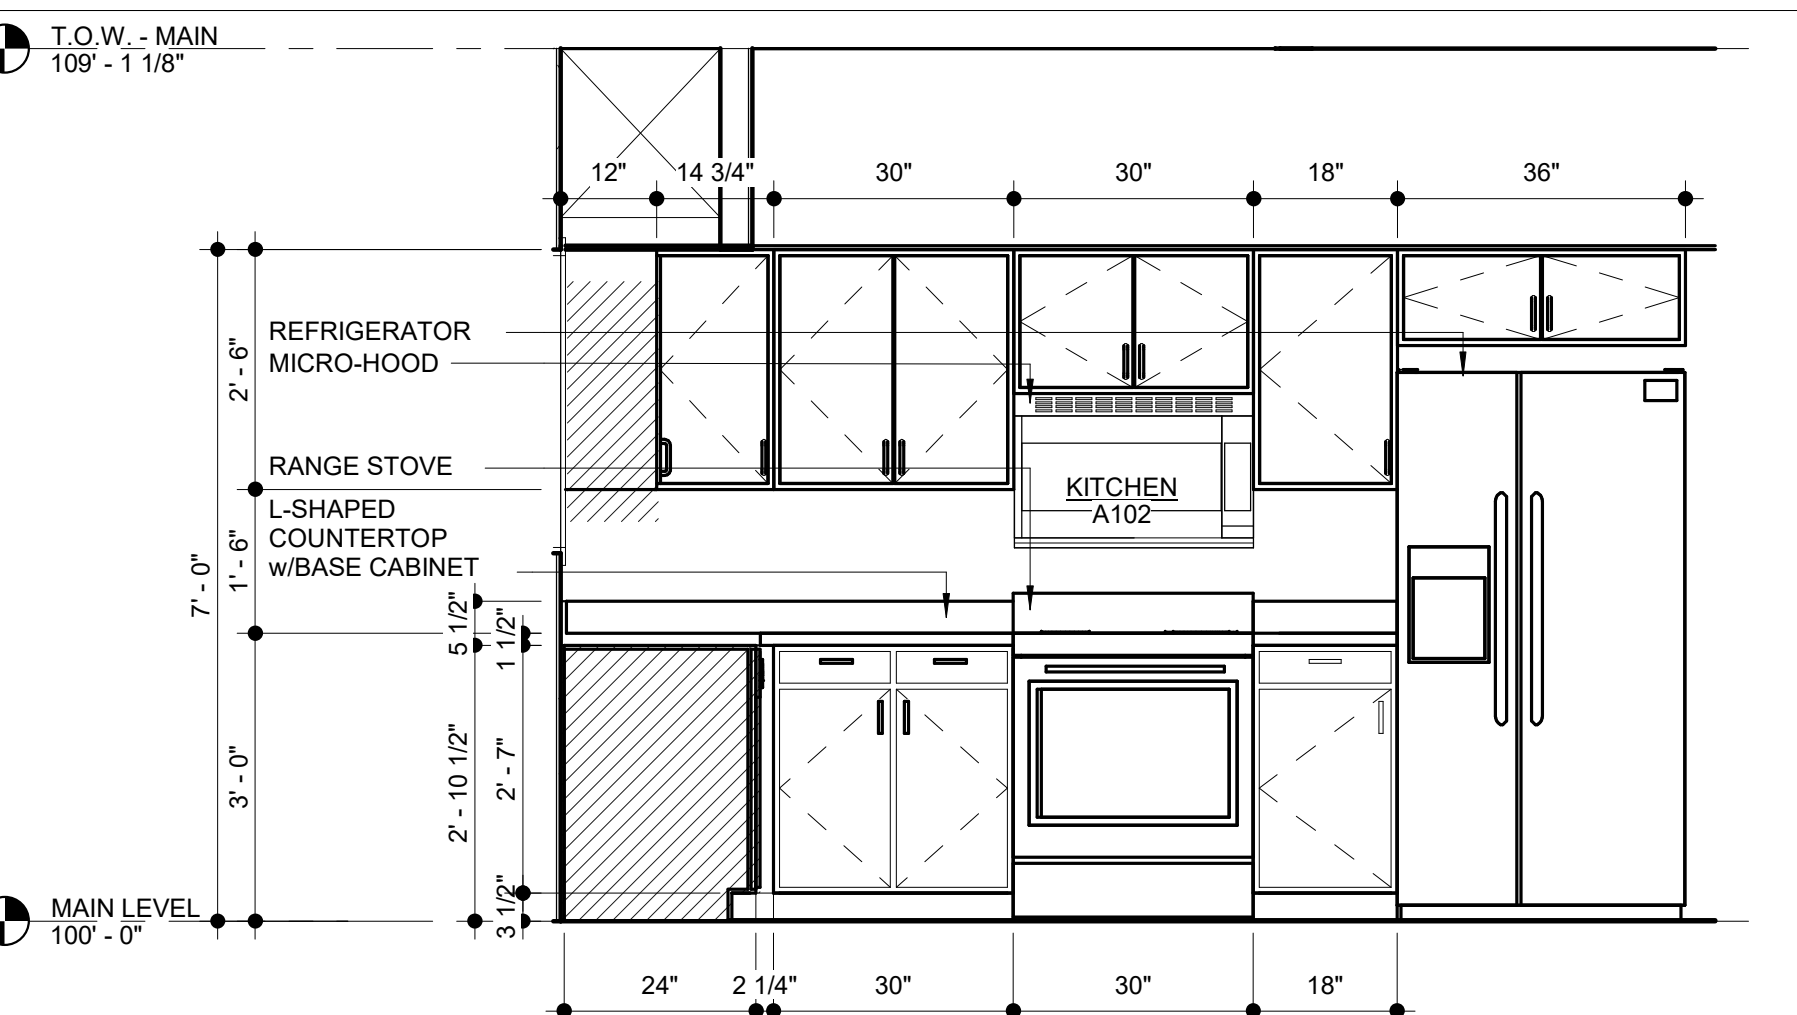 T.O.W. - MAIN
109' - 1 1/8"
12"
14 3/4"
30"
30"
18"
36"
REFRIGERATOR
MICRO-HOOD
RANGE STOVE
L-SHAPED
COUNTERTOP
w/BASE CABINET
KITCHEN
A102
7' - 0"
2' - 6"
1' - 6"
3' - 0"
5 1/2"
1 1/2"
2' - 10 1/2"
2' - 7"
3 1/2"
MAIN LEVEL
100' - 0"
24"
2 1/4"
30"
30"
18"